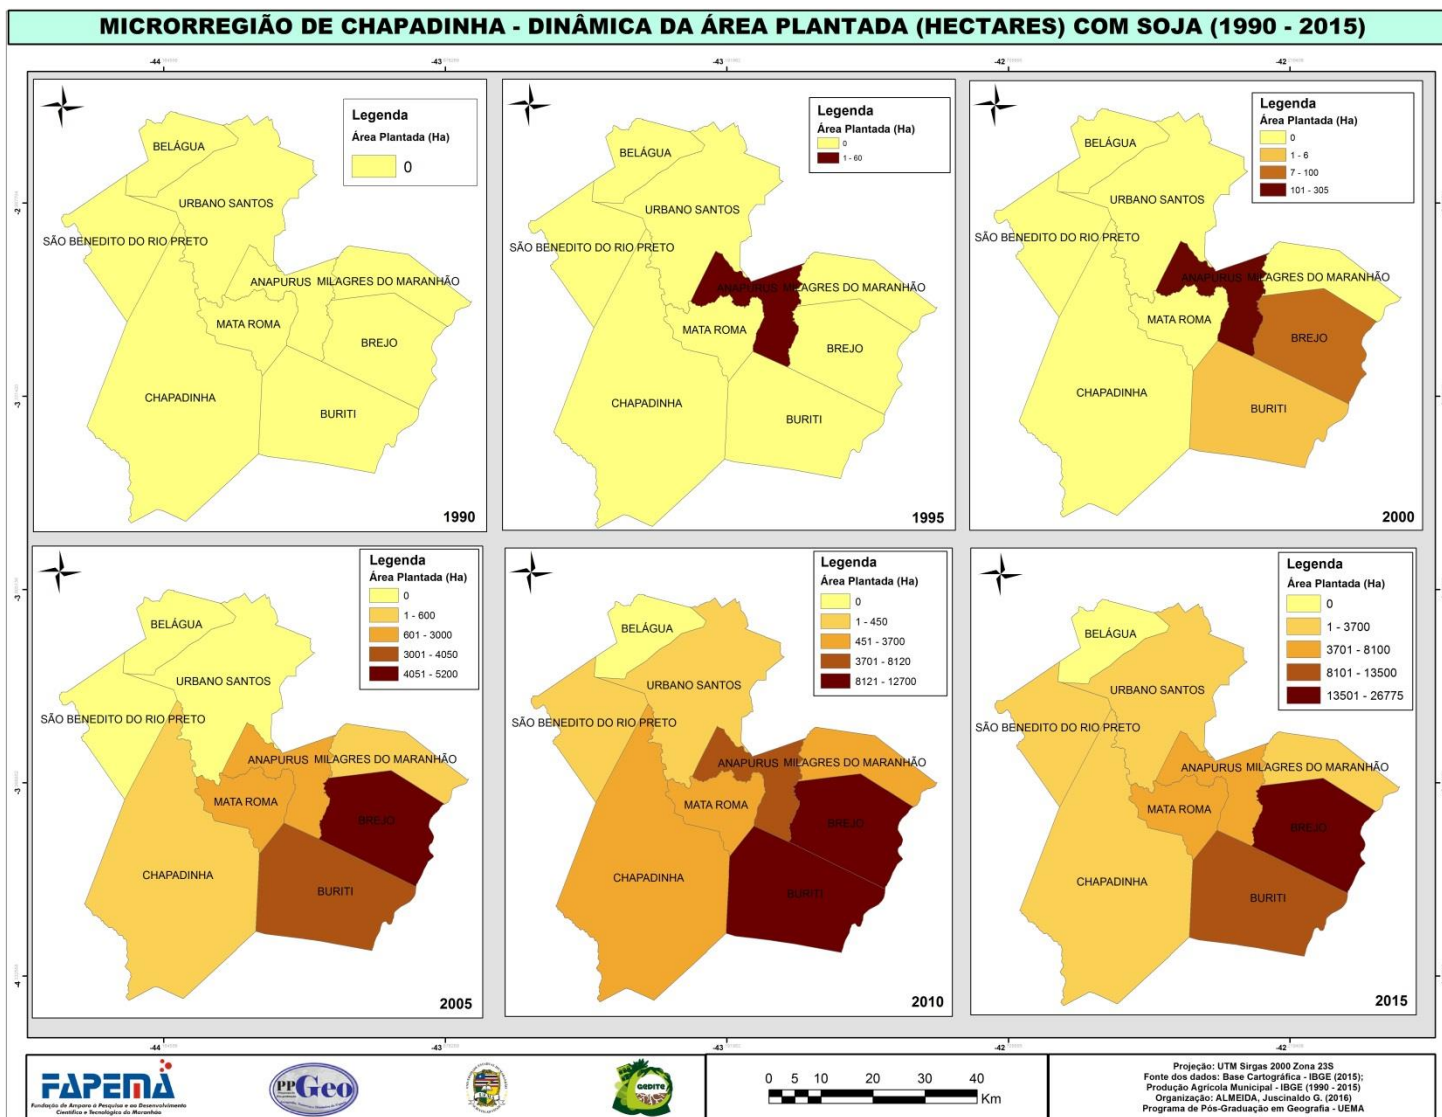 MICRORREGIÃO DE CHAPADINHA - DINÂMICA DA ÁREA PLANTADA (HECTARES) COM SOJA (1990 - 2015)
Legenda
Área Plantada (Ha)
0
BELÁGUA
URBANO SANTOS
SÃO BENEDITO DO RIO PRETO
ANAPURUS
MILAGRES DO MARANHÃO
MATA ROMA
BREJO
CHAPADINHA
BURITI
1990
Legenda
Área Plantada (Ha)
0
1 - 60
BELÁGUA
URBANO SANTOS
SÃO BENEDITO DO RIO PRETO
ANAPURUS
MILAGRES DO MARANHÃO
MATA ROMA
BREJO
CHAPADINHA
BURITI
1995
Legenda
Área Plantada (Ha)
0
1 - 6
7 - 100
101 - 305
BELÁGUA
URBANO SANTOS
SÃO BENEDITO DO RIO PRETO
ANAPURUS
MILAGRES DO MARANHÃO
MATA ROMA
BREJO
CHAPADINHA
BURITI
2000
Legenda
Área Plantada (Ha)
0
1 - 600
601 - 3000
3001 - 4050
4051 - 5200
BELÁGUA
URBANO SANTOS
SÃO BENEDITO DO RIO PRETO
ANAPURUS
MILAGRES DO MARANHÃO
MATA ROMA
BREJO
CHAPADINHA
BURITI
2005
Legenda
Área Plantada (Ha)
0
1 - 450
451 - 3700
3701 - 8120
8121 - 12700
BELÁGUA
URBANO SANTOS
SÃO BENEDITO DO RIO PRETO
ANAPURUS
MILAGRES DO MARANHÃO
MATA ROMA
BREJO
CHAPADINHA
BURITI
2010
Legenda
Área Plantada (Ha)
0
1 - 3700
3701 - 8100
8101 - 13500
13501 - 26775
BELÁGUA
URBANO SANTOS
SÃO BENEDITO DO RIO PRETO
ANAPURUS
MILAGRES DO MARANHÃO
MATA ROMA
BREJO
CHAPADINHA
BURITI
2015
FAPEMA
Fundação de Amparo à Pesquisa e ao Desenvolvimento
Científico e Tecnológico do Maranhão
PPGeo
GEDITE
0 5 10 20 30 40
Km
Projeção: UTM Sirgas 2000 Zona 23S
Fonte dos dados: Base Cartográfica - IBGE (2015);
Produção Agrícola Municipal - IBGE (1990 - 2015)
Organização: ALMEIDA, Juscinaldo G. (2016)
Programa de Pós-Graduação em Geografia - UEMA